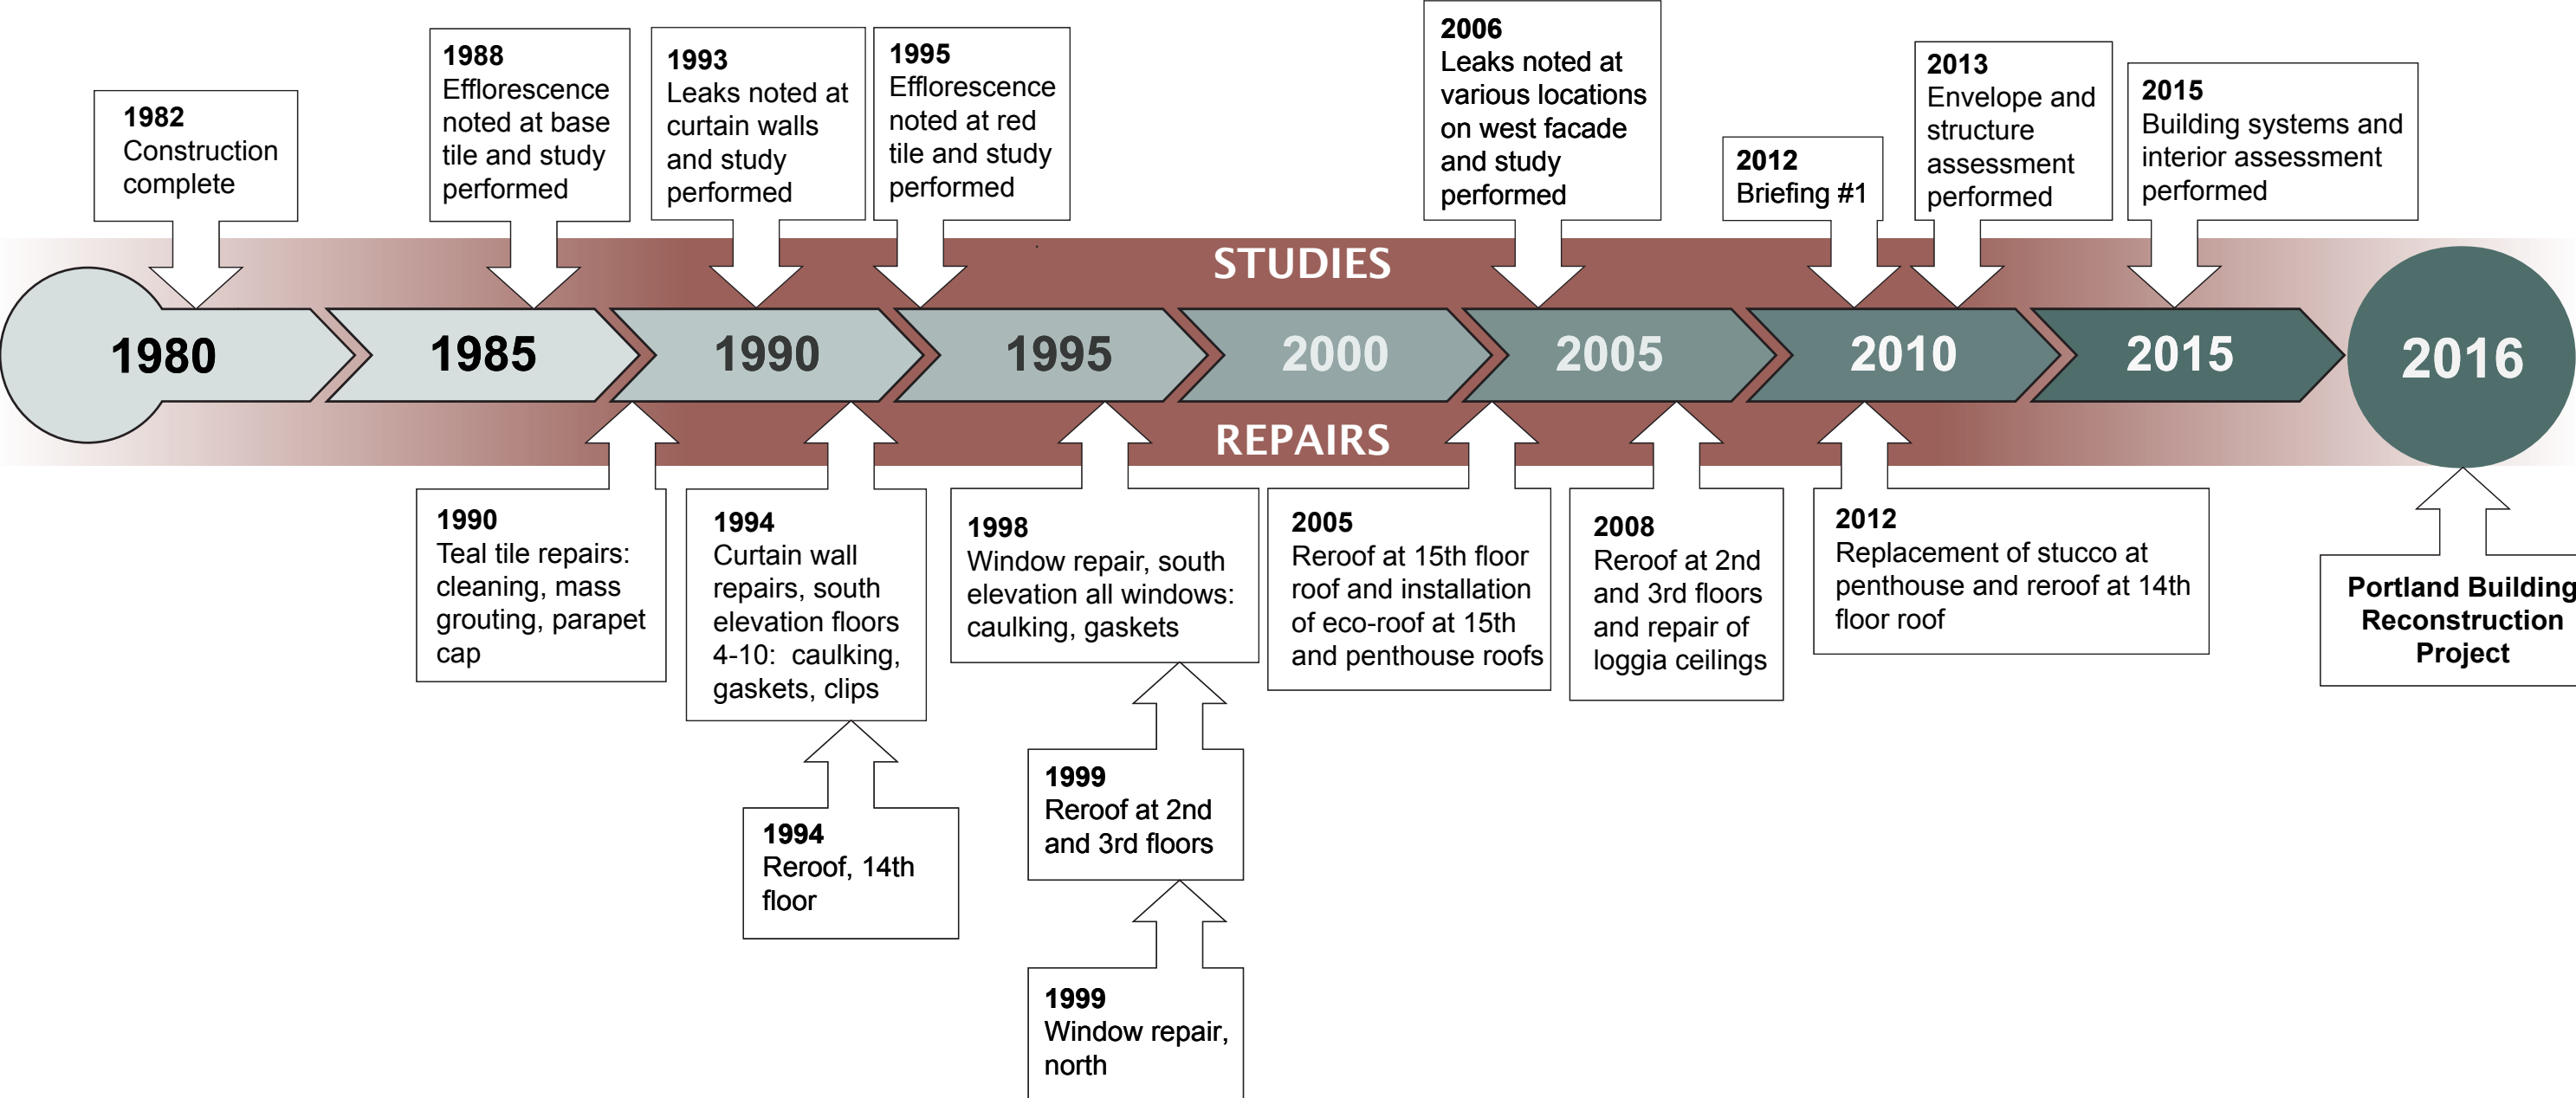 1982
Construction
complete
1988
Efflorescence
noted at base
tile and study
performed
1993
Leaks noted at
curtain walls
and study
performed
1995
Efflorescence
noted at red
tile and study
performed
2006
Leaks noted at
various locations
on west facade
and study
performed
2012
Briefing #1
2013
Envelope and
structure
assessment
performed
2015
Building systems and
interior assessment
performed
STUDIES
1980
1985
1990
1995
2000
2005
2010
2015
2016
REPAIRS
1990
Teal tile repairs:
cleaning, mass
grouting, parapet
cap
1994
Curtain wall
repairs, south
elevation floors
4-10: caulking,
gaskets, clips
1998
Window repair, south
elevation all windows:
caulking, gaskets
2005
Reroof at 15th floor
roof and installation
of eco-roof at 15th
and penthouse roofs
2008
Reroof at 2nd
and 3rd floors
and repair of
loggia ceilings
2012
Replacement of stucco at
penthouse and reroof at 14th
floor roof
Portland Building
Reconstruction
Project
1994
Reroof, 14th
floor
1999
Reroof at 2nd
and 3rd floors
1999
Window repair,
north